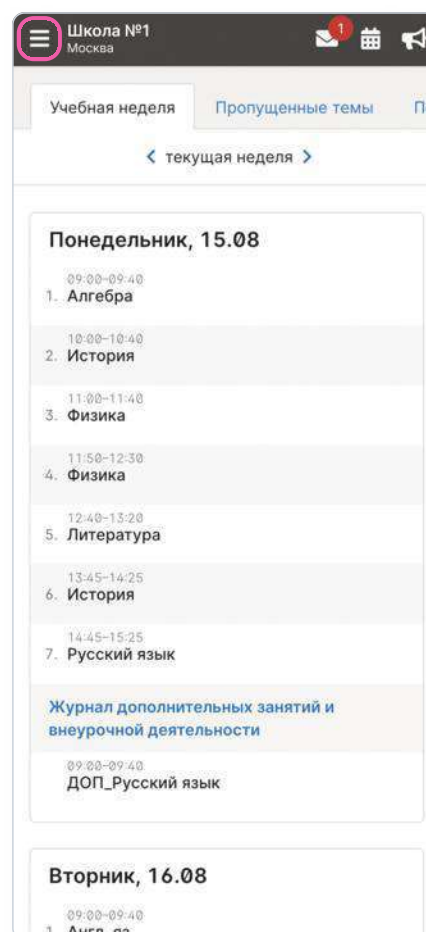 Школа №1
Москва
1
Учебная неделя Пропущенные темы
текущая неделя
Понедельник, 15.08
09:00–09:40
1. Алгебра
10:00–10:40
2. История
11:00–11:40
3. Физика
11:50–12:30
4. Физика
12:40–13:20
5. Литература
13:45–14:25
6. История
14:45–15:25
7. Русский язык
Журнал дополнительных занятий и
внеурочной деятельности
09:00–09:40
ДОП_Русский язык
Вторник, 16.08
09:00–09:40
1. Англ. яз.